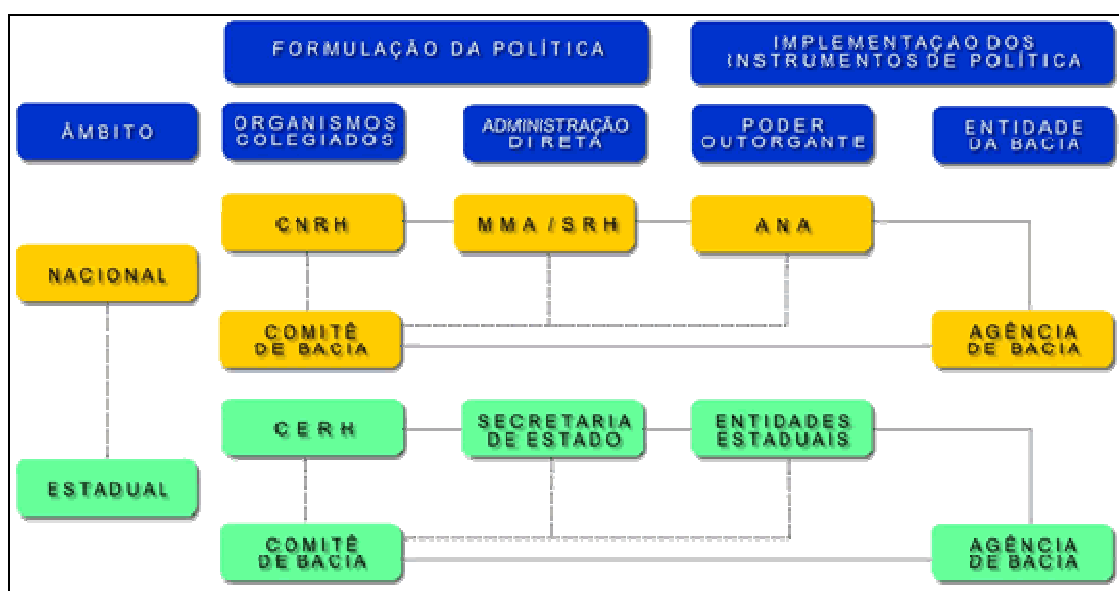 FORMULAÇÃO DA POLÍTICA
IMPLEMENTAÇAO DOS
INSTRUMENTOS DE POLÍTICA
ÂMBITO
ORGANISMOS
COLEGIADOS
ADMINISTRAÇÃO
DIRETA
PODER
OUTORGANTE
ENTIDADE
DA BACIA
CNRH
MMA / SRH
ANA
NACIONAL
COMITÊ
DE BACIA
AGÊNCIA
DE BACIA
CERH
SECRETARIA
DE ESTADO
ENTIDADES
ESTADUAIS
ESTADUAL
COMITÊ
DE BACIA
AGÊNCIA
DE BACIA